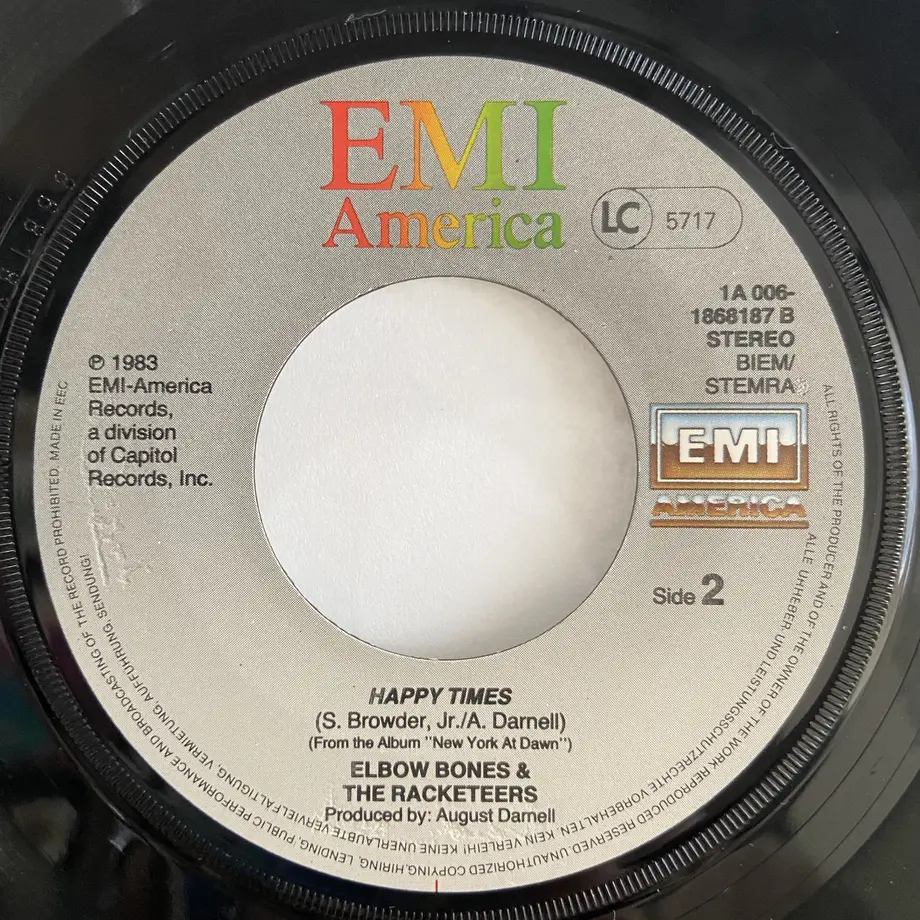 EMI
America
LC 5717
1A 006-
1868187 B
STEREO
BIEM/
STEMRA
EMI
AMERICA
℗ 1983
EMI-America
Records,
a division
of Capitol
Records, Inc.
Side 2
HAPPY TIMES
(S. Browder, Jr./A. Darnell)
(From the Album "New York At Dawn")
ELBOW BONES &
THE RACKETEERS
Produced by: August Darnell
ALL RIGHTS OF THE PRODUCER AND OF THE OWNER OF THE WORK REPRODUCED RESERVED. UNAUTHORIZED COPYING, HIRING, LENDING, PUBLIC PERFORMANCE AND BROADCASTING OF THE RECORD PROHIBITED. MADE IN EEC
ALLE URHEBER- UND LEISTUNGSSCHUTZRECHTE VORBEHALTEN. KEIN VERLEIH! KEINE UNERLAUBTE VERVIELFÄLTIGUNG, VERMIETUNG, AUFFÜHRUNG, SENDUNG!